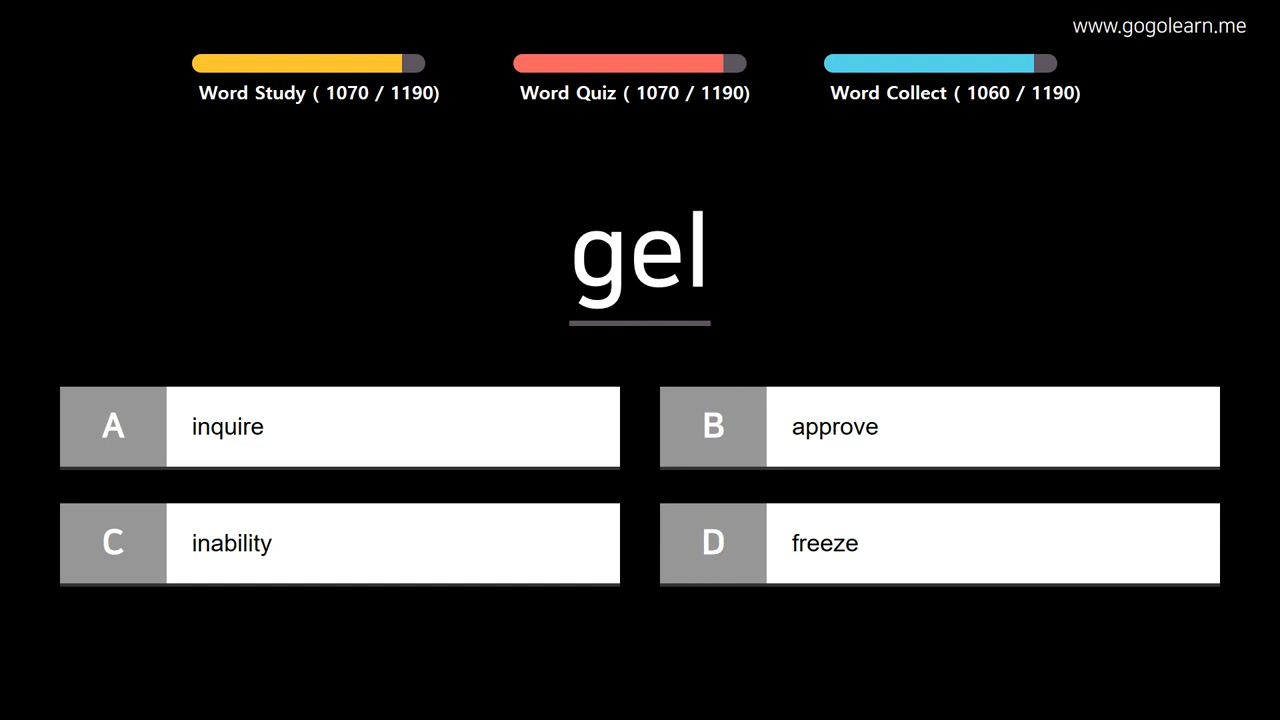 www.gogolearn.me
Word Study ( 1070 / 1190)
Word Quiz ( 1070 / 1190)
Word Collect ( 1060 / 1190)
gel
A inquire
B approve
C inability
D freeze